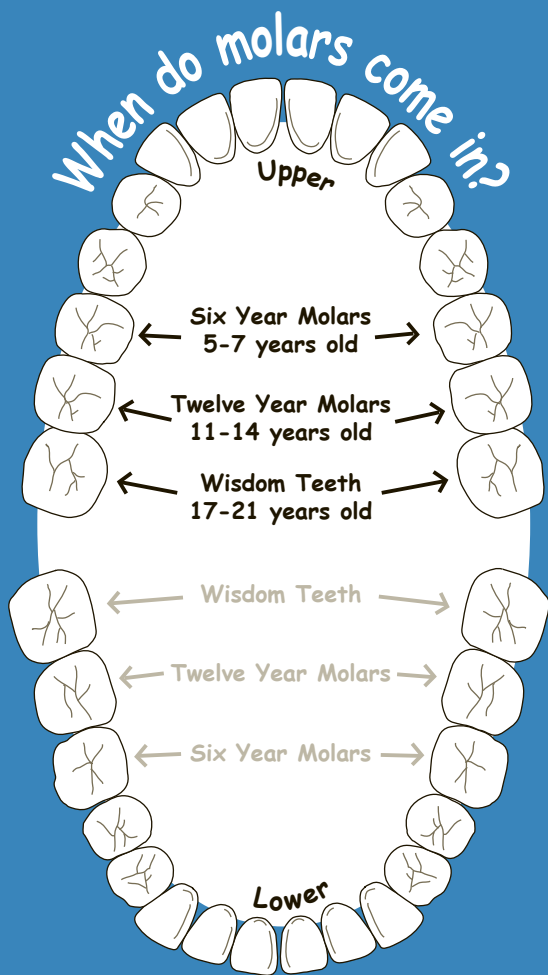 When do molars come in?
Upper
Six Year Molars
5-7 years old
Twelve Year Molars
11-14 years old
Wisdom Teeth
17-21 years old
Wisdom Teeth
Twelve Year Molars
Six Year Molars
Lower